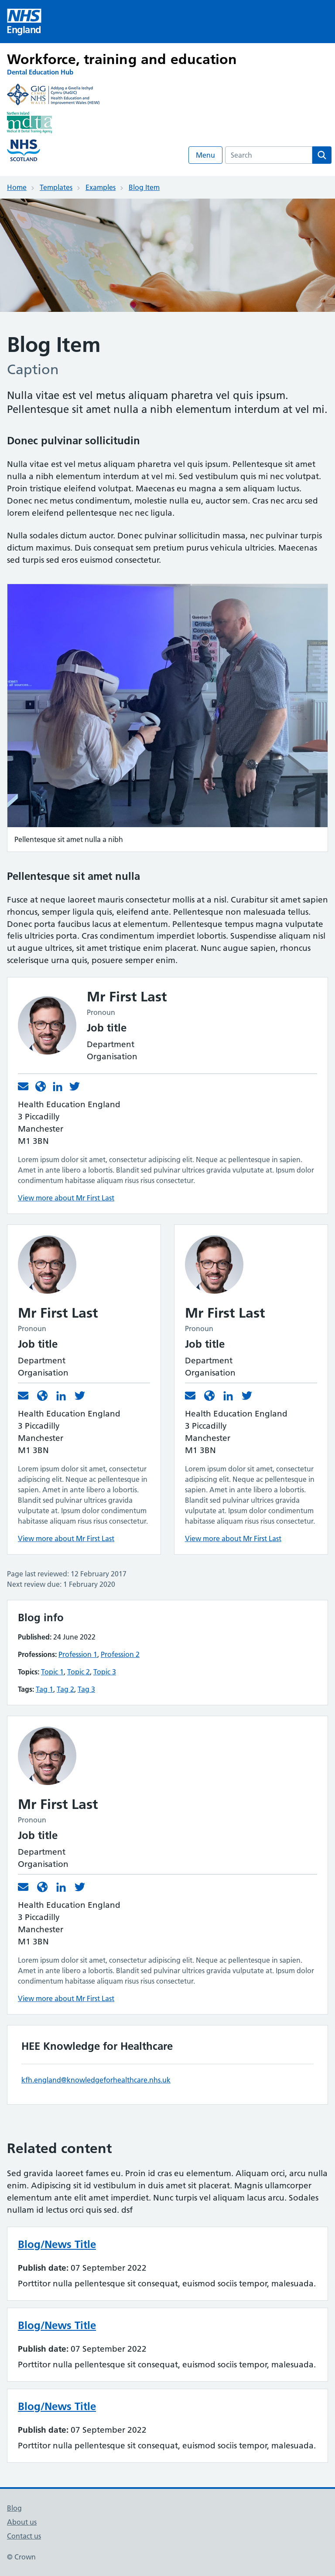 NHS
England
Workforce, training and education
Dental Education Hub
GIG
CYMRU
NHS
WALES
Addysg a Gwella Iechyd
Cymru (AaGIC)
Health Education and
Improvement Wales (HEIW)
Northern Ireland
mdta
Medical & Dental Training Agency
NHS
SCOTLAND
Menu
Search
Home
Templates
Examples
Blog Item
Blog Item
Caption
Nulla vitae est vel metus aliquam pharetra vel quis ipsum.
Pellentesque sit amet nulla a nibh elementum interdum at vel mi.
Donec pulvinar sollicitudin
Nulla vitae est vel metus aliquam pharetra vel quis ipsum. Pellentesque sit amet
nulla a nibh elementum interdum at vel mi. Sed vestibulum quis mi nec volutpat.
Proin tristique eleifend volutpat. Maecenas eu magna a sem aliquam luctus.
Donec nec metus condimentum, molestie nulla eu, auctor sem. Cras nec arcu sed
lorem eleifend pellentesque nec nec ligula.
Nulla sodales dictum auctor. Donec pulvinar sollicitudin massa, nec pulvinar turpis
dictum maximus. Duis consequat sem pretium purus vehicula ultricies. Maecenas
sed turpis sed eros euismod consectetur.
Pellentesque sit amet nulla a nibh
Pellentesque sit amet nulla
Fusce at neque laoreet mauris consectetur mollis at a nisl. Curabitur sit amet sapien
rhoncus, semper ligula quis, eleifend ante. Pellentesque non malesuada tellus.
Donec porta faucibus lacus at elementum. Pellentesque tempus magna vulputate
felis ultricies porta. Cras condimentum imperdiet lobortis. Suspendisse aliquam nisl
ut augue ultrices, sit amet tristique enim placerat. Nunc augue sapien, rhoncus
scelerisque urna quis, posuere semper enim.
Mr First Last
Pronoun
Job title
Department
Organisation
Health Education England
3 Piccadilly
Manchester
M1 3BN
Lorem ipsum dolor sit amet, consectetur adipiscing elit. Neque ac pellentesque in sapien.
Amet in ante libero a lobortis. Blandit sed pulvinar ultrices gravida vulputate at. Ipsum dolor
condimentum habitasse aliquam risus risus consectetur.
View more about Mr First Last
Mr First Last
Pronoun
Job title
Department
Organisation
Health Education England
3 Piccadilly
Manchester
M1 3BN
Lorem ipsum dolor sit amet, consectetur
adipiscing elit. Neque ac pellentesque in
sapien. Amet in ante libero a lobortis.
Blandit sed pulvinar ultrices gravida
vulputate at. Ipsum dolor condimentum
habitasse aliquam risus risus consectetur.
View more about Mr First Last
Mr First Last
Pronoun
Job title
Department
Organisation
Health Education England
3 Piccadilly
Manchester
M1 3BN
Lorem ipsum dolor sit amet, consectetur
adipiscing elit. Neque ac pellentesque in
sapien. Amet in ante libero a lobortis.
Blandit sed pulvinar ultrices gravida
vulputate at. Ipsum dolor condimentum
habitasse aliquam risus risus consectetur.
View more about Mr First Last
Page last reviewed: 12 February 2017
Next review due: 1 February 2020
Blog info
Published: 24 June 2022
Professions: Profession 1, Profession 2
Topics: Topic 1, Topic 2, Topic 3
Tags: Tag 1, Tag 2, Tag 3
Mr First Last
Pronoun
Job title
Department
Organisation
Health Education England
3 Piccadilly
Manchester
M1 3BN
Lorem ipsum dolor sit amet, consectetur adipiscing elit. Neque ac pellentesque in sapien.
Amet in ante libero a lobortis. Blandit sed pulvinar ultrices gravida vulputate at. Ipsum dolor
condimentum habitasse aliquam risus risus consectetur.
View more about Mr First Last
HEE Knowledge for Healthcare
kfh.england@knowledgeforhealthcare.nhs.uk
Related content
Sed gravida laoreet fames eu. Proin id cras eu elementum. Aliquam orci, arcu nulla
enim. Adipiscing sit id vestibulum in duis amet sit placerat. Magnis ullamcorper
elementum ante elit amet imperdiet. Nunc turpis vel aliquam lacus arcu. Sodales
nullam id lectus orci quis sed. dsf
Blog/News Title
Publish date: 07 September 2022
Porttitor nulla pellentesque sit consequat, euismod sociis tempor, malesuada.
Blog/News Title
Publish date: 07 September 2022
Porttitor nulla pellentesque sit consequat, euismod sociis tempor, malesuada.
Blog/News Title
Publish date: 07 September 2022
Porttitor nulla pellentesque sit consequat, euismod sociis tempor, malesuada.
Blog
About us
Contact us
© Crown